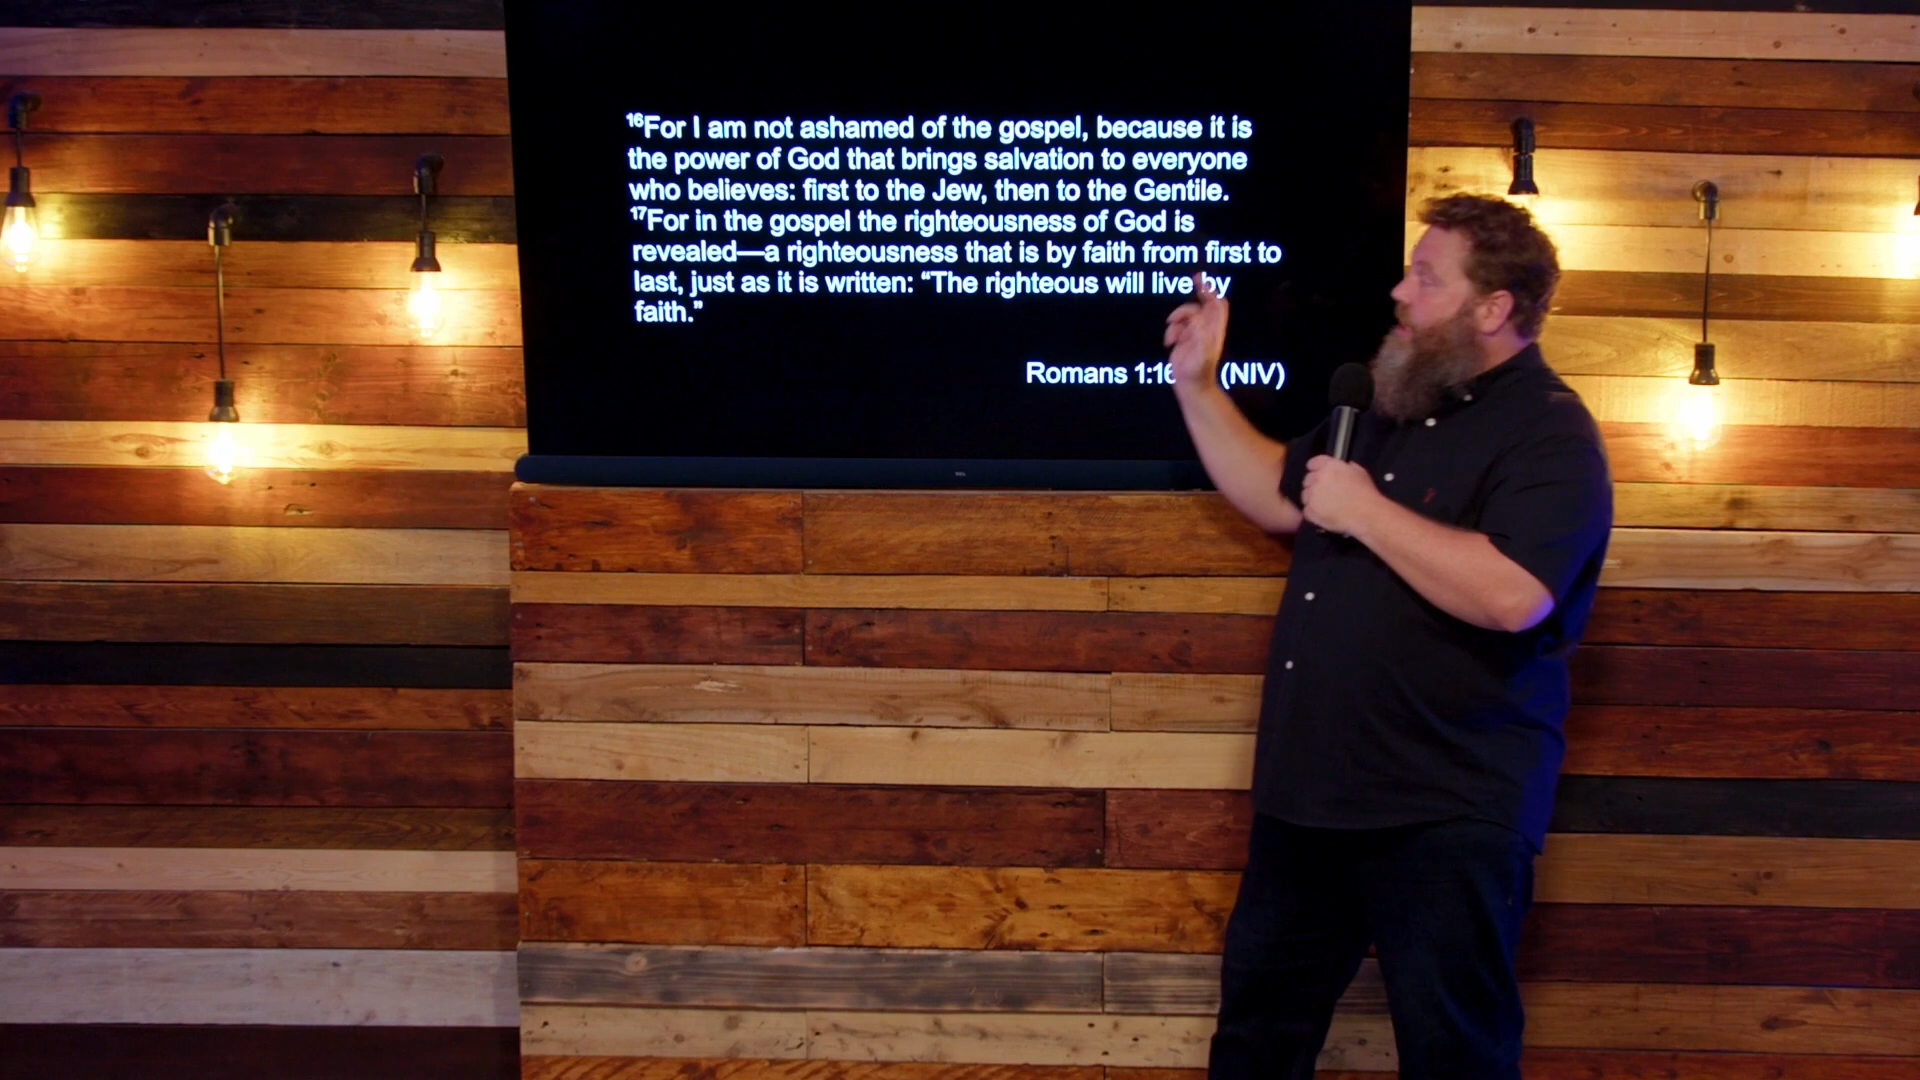 ¹⁶For I am not ashamed of the gospel, because it is
the power of God that brings salvation to everyone
who believes: first to the Jew, then to the Gentile.
¹⁷For in the gospel the righteousness of God is
revealed—a righteousness that is by faith from first to
last, just as it is written: “The righteous will live by
faith.”
Romans 1:16 (NIV)
TCL